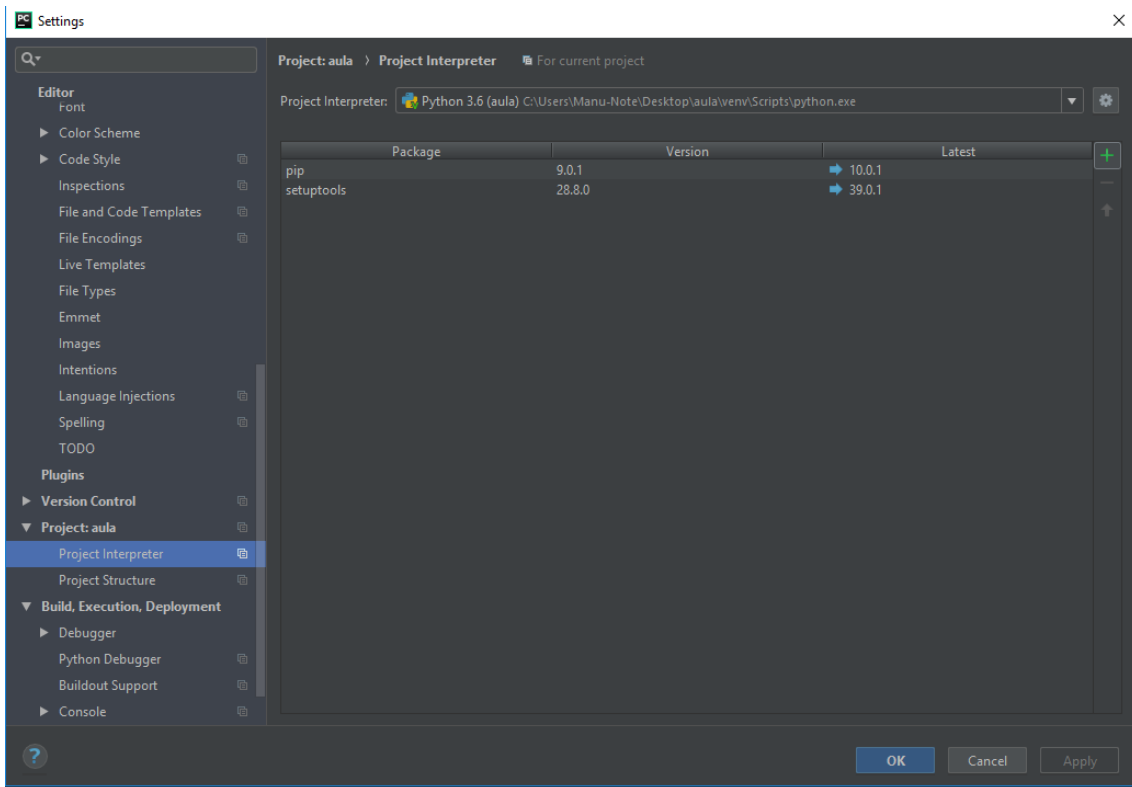 PC Settings
Editor
Font
Color Scheme
Code Style
Inspections
File and Code Templates
File Encodings
Live Templates
File Types
Emmet
Images
Intentions
Language Injections
Spelling
TODO
Plugins
Version Control
Project: aula
Project Interpreter
Project Structure
Build, Execution, Deployment
Debugger
Python Debugger
Buildout Support
Console
?
Project: aula › Project Interpreter For current project
Project Interpreter: Python 3.6 (aula) C:\Users\Manu-Note\Desktop\aula\venv\Scripts\python.exe
Package Version Latest
pip 9.0.1 10.0.1
setuptools 28.8.0 39.0.1
OK Cancel Apply